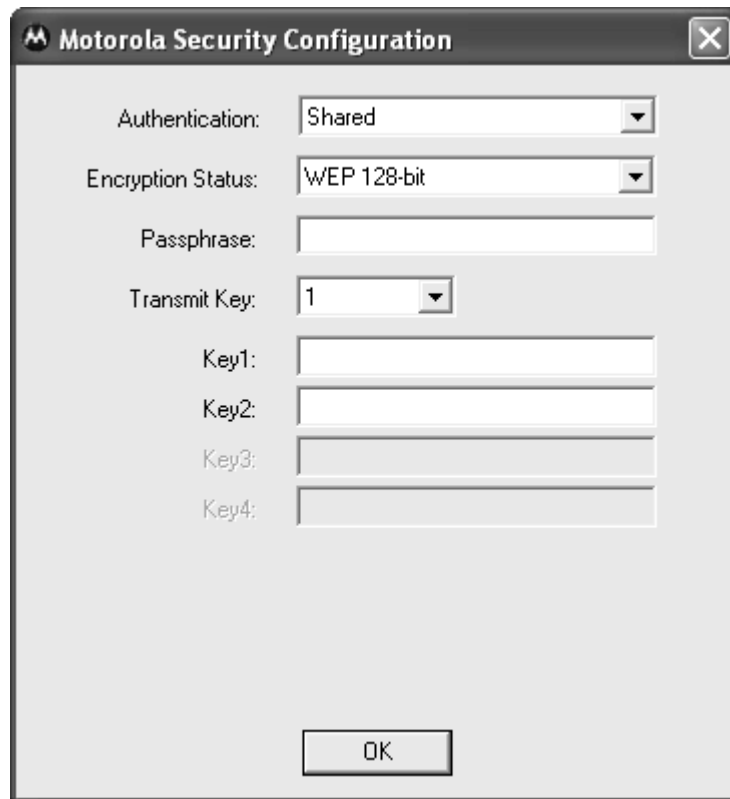 Motorola Security Configuration
Authentication: Shared
Encryption Status: WEP 128-bit
Passphrase:
Transmit Key: 1
Key1:
Key2:
Key3:
Key4:
OK